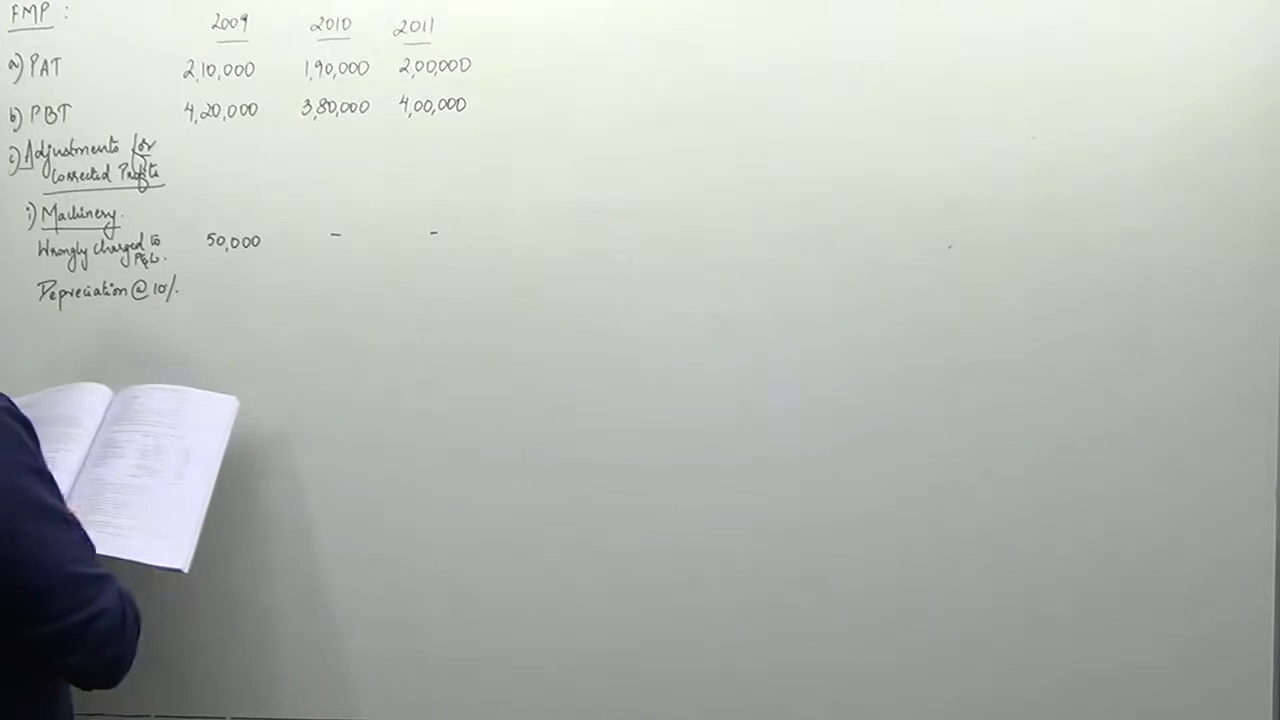 FMP :
2009 2010 2011
a) PAT 2,10,000 1,90,000 2,00,000
b) PBT 4,20,000 3,80,000 4,00,000
c) Adjustments for
Corrected Profits
i) Machinery.
Wrongly charged to 50,000 - -
P&L.
Depreciation @ 10%.